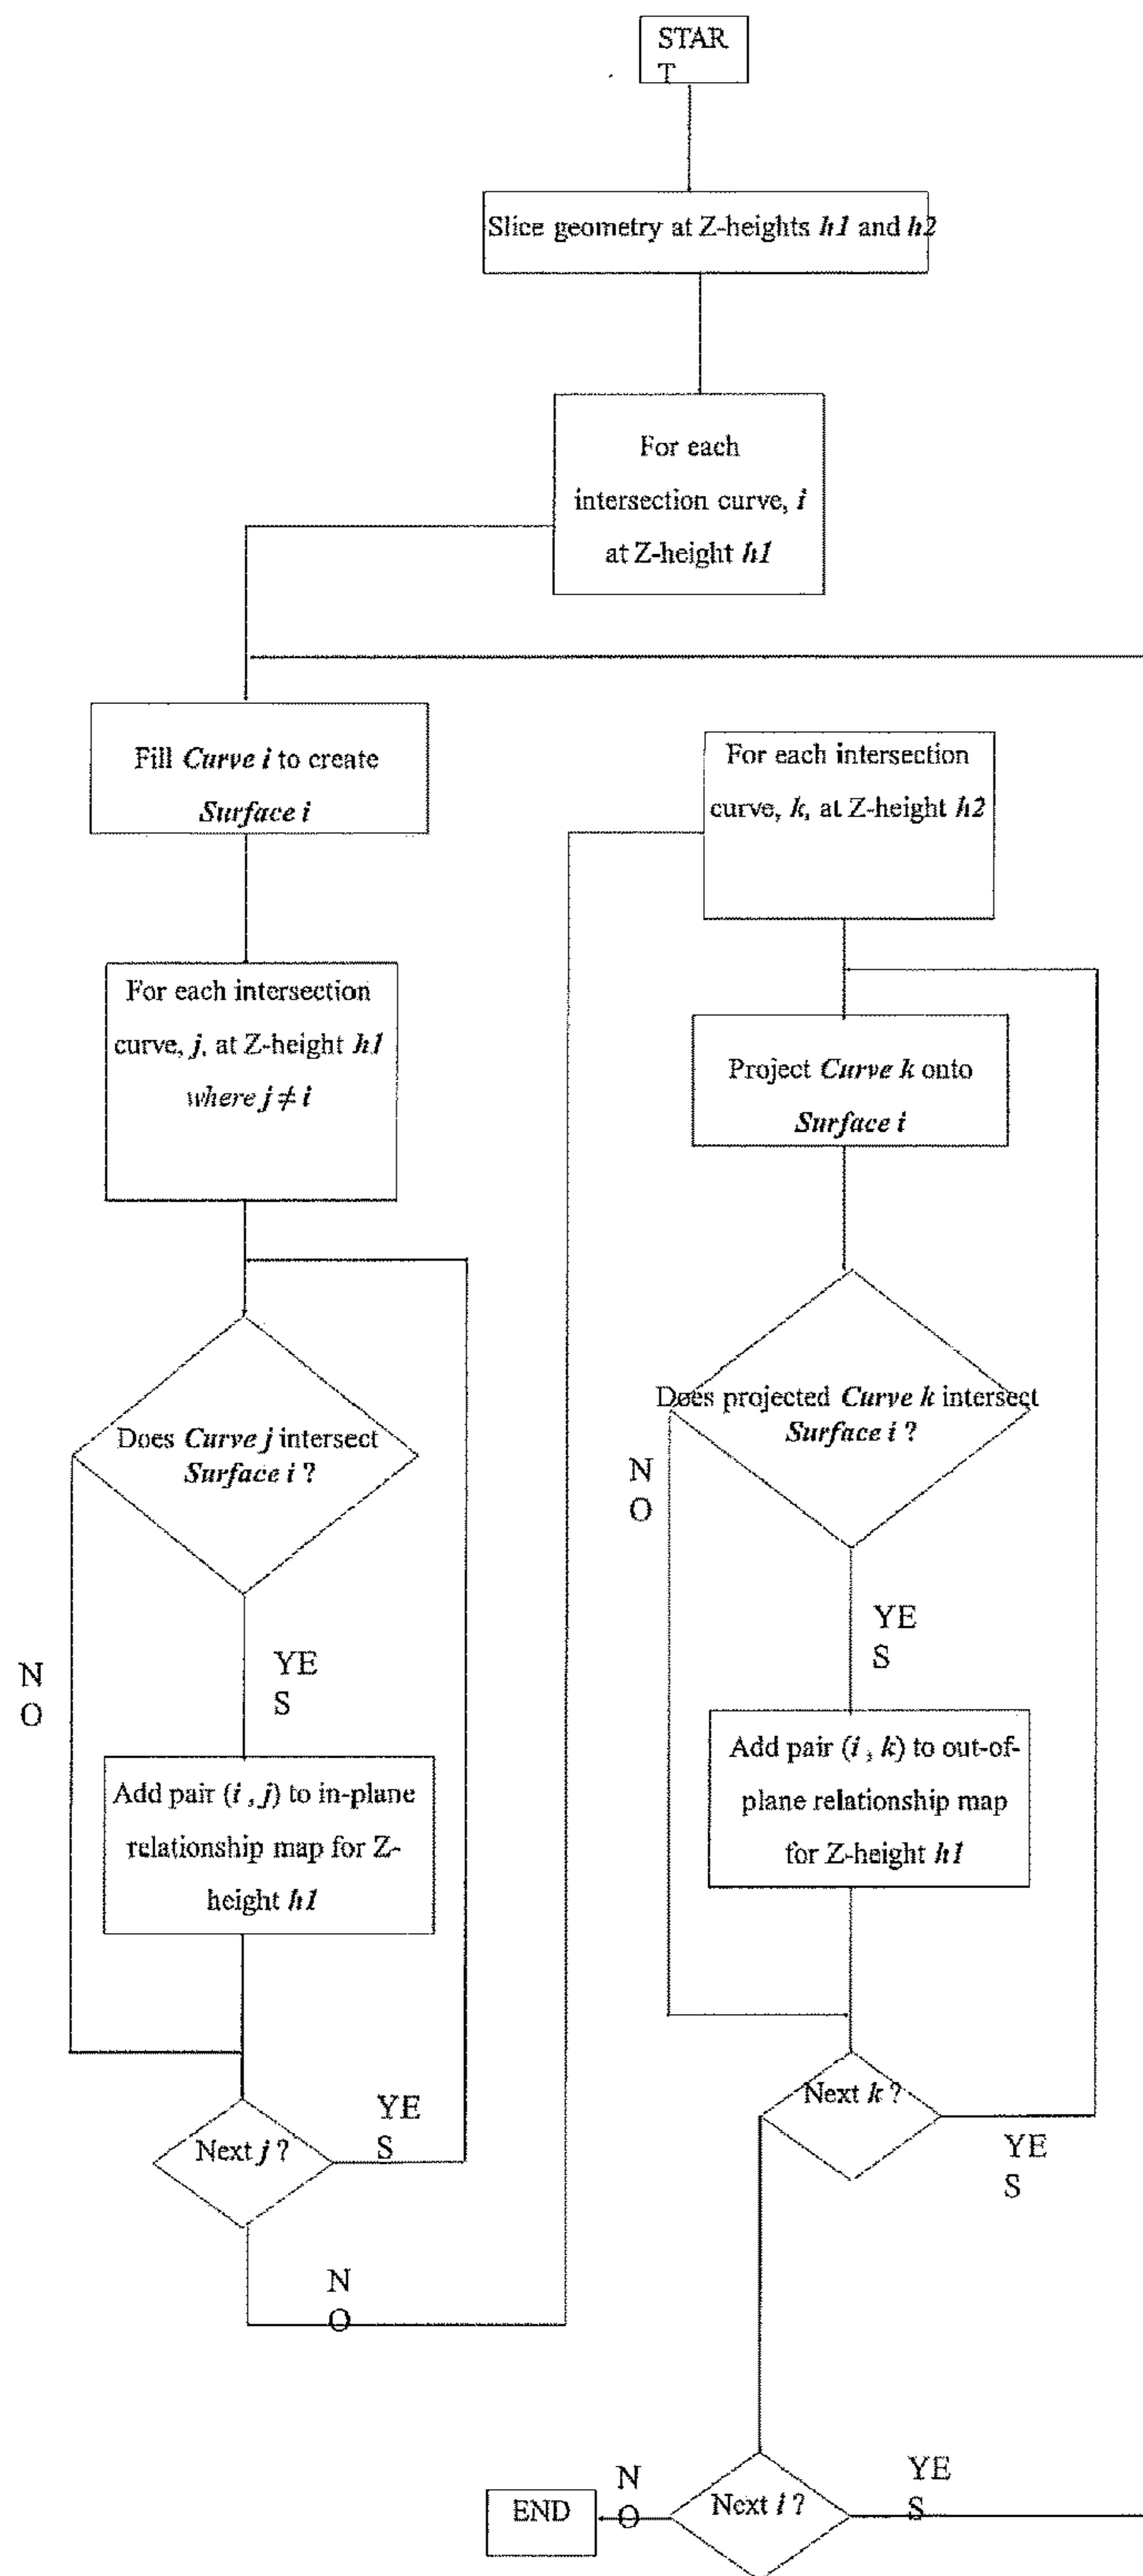 STAR
T
Slice geometry at Z-heights h1 and h2
For each
intersection curve, i
at Z-height h1
Fill Curve i to create
Surface i
For each intersection
curve, j, at Z-height h1
where j ≠ i
Does Curve j intersect
Surface i ?
N
O
YE
S
Add pair (i , j) to in-plane
relationship map for Z-
height h1
Next j ?
YE
S
N
O
For each intersection
curve, k, at Z-height h2
Project Curve k onto
Surface i
Does projected Curve k intersect
Surface i ?
N
O
YE
S
Add pair (i , k) to out-of-
plane relationship map
for Z-height h1
Next k ?
YE
S
Next i ?
YE
S
N
O
END